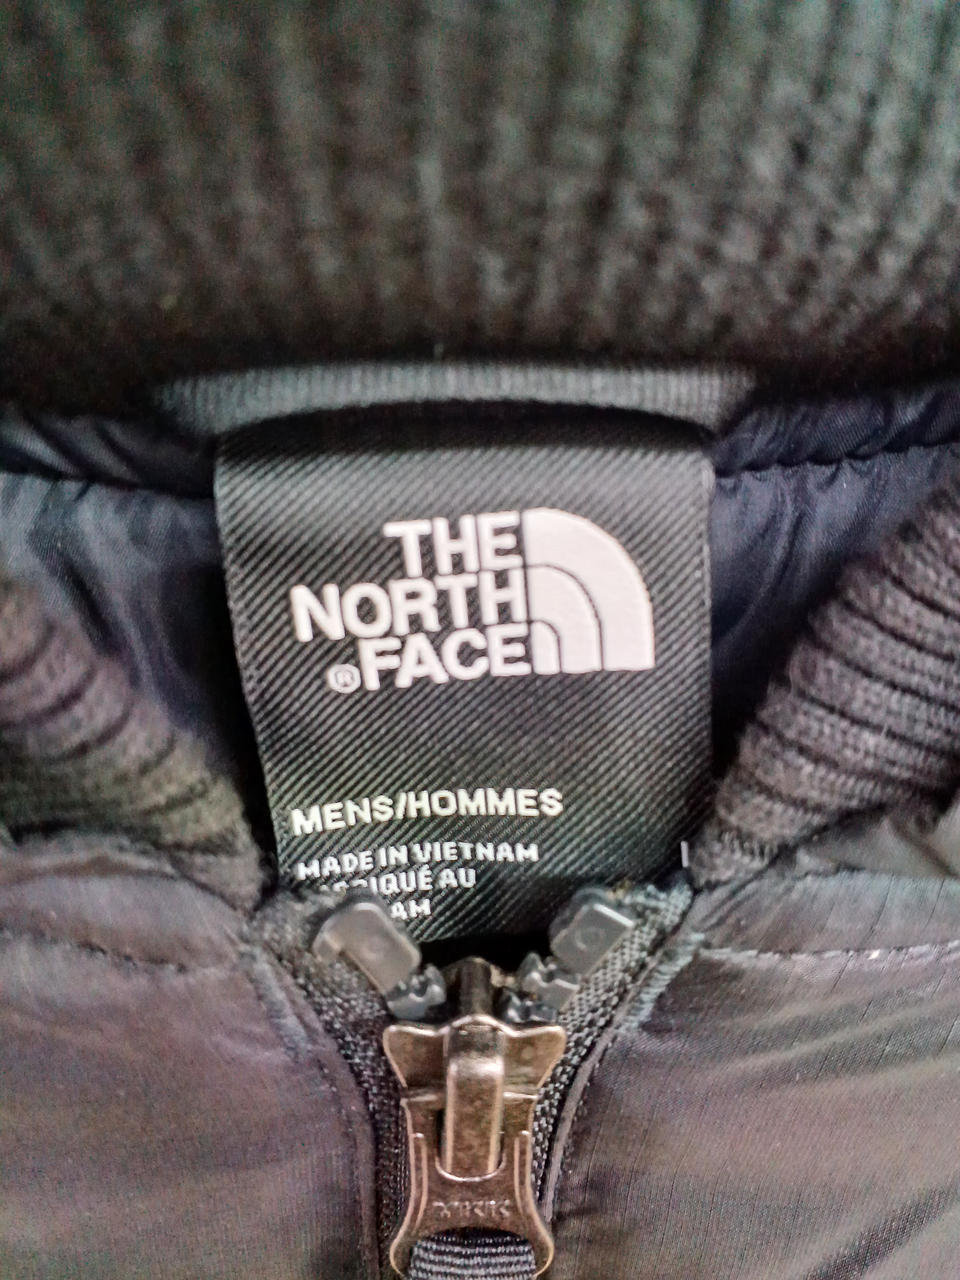 THE
NORTH
®FACE
MENS/HOMMES
MADE IN VIETNAM
AU